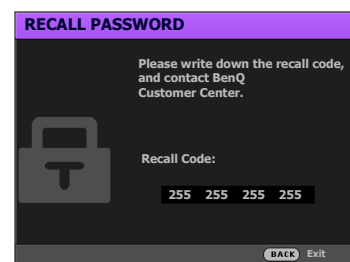 RECALL PASSWORD
Please write down the recall code,
and contact BenQ
Customer Center.
Recall Code:
255 255 255 255
BACK Exit